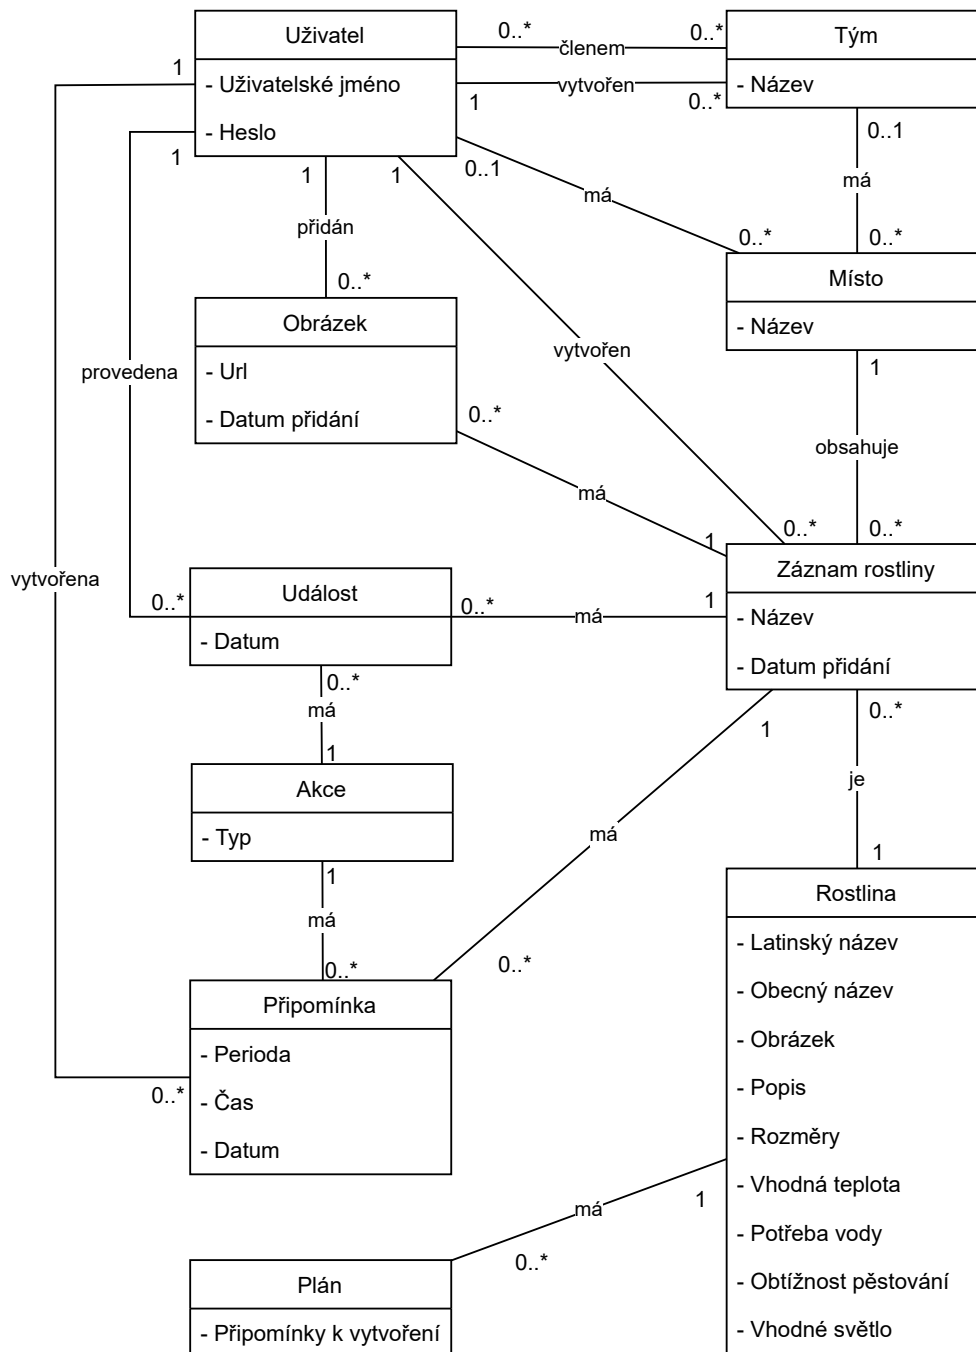 Uživatel
- Uživatelské jméno
- Heslo
0..*
členem
0..*
Tým
- Název
1
vytvořen
0..*
1
1
1
1
0..1
má
0..*
0..1
má
0..*
přidán
0..*
Místo
- Název
Obrázek
- Url
- Datum přidání
vytvořen
provedena
1
obsahuje
0..*
má
0..*
0..*
1
Záznam rostliny
- Název
- Datum přidání
vytvořena
0..*
Událost
- Datum
0..*
má
1
0..*
má
1
1
0..*
je
1
Akce
- Typ
má
1
má
0..*
0..*
Rostlina
- Latinský název
- Obecný název
- Obrázek
- Popis
- Rozměry
- Vhodná teplota
- Potřeba vody
- Obtížnost pěstování
- Vhodné světlo
Připomínka
- Perioda
- Čas
- Datum
0..*
1
má
0..*
Plán
- Připomínky k vytvoření